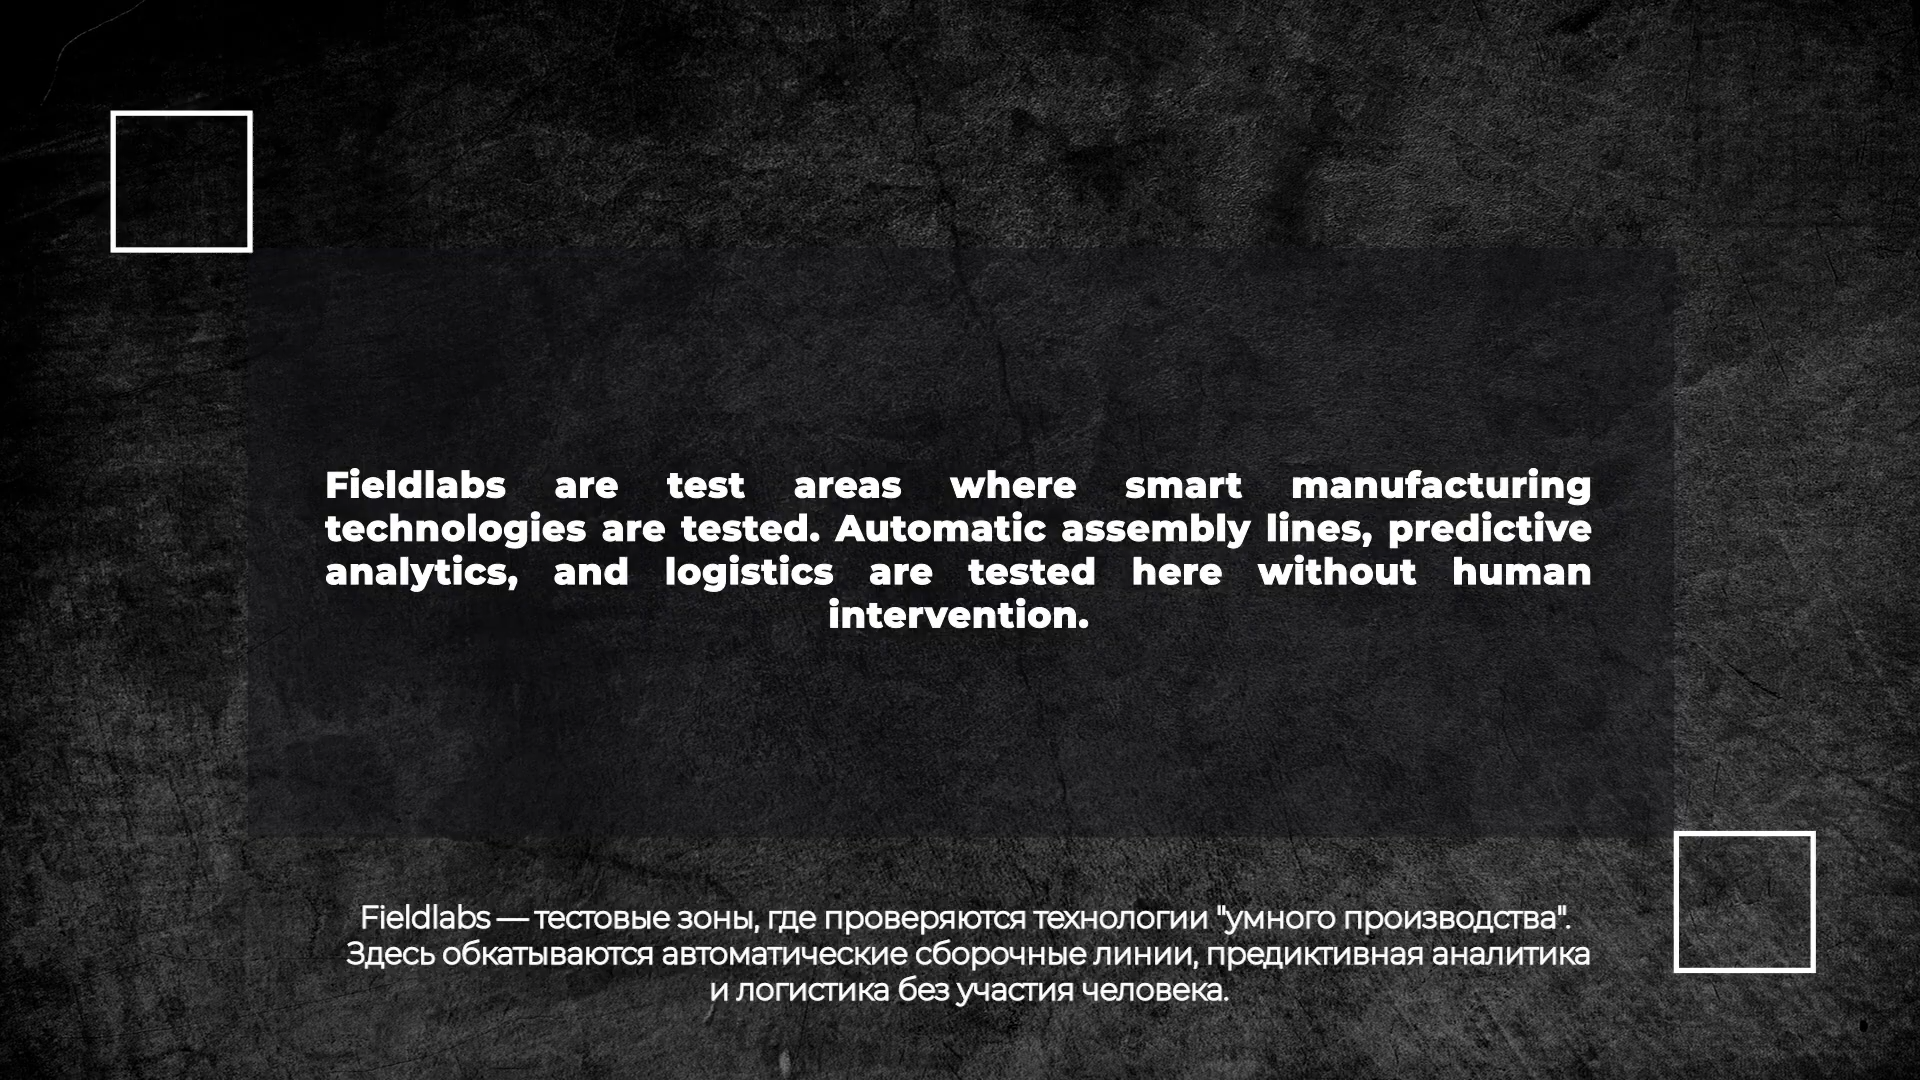 Fieldlabs are test areas where smart manufacturing
technologies are tested. Automatic assembly lines, predictive
analytics, and logistics are tested here without human
intervention.
Fieldlabs — тестовые зоны, где проверяются технологии "умного производства".
Здесь обкатываются автоматические сборочные линии, предиктивная аналитика
и логистика без участия человека.